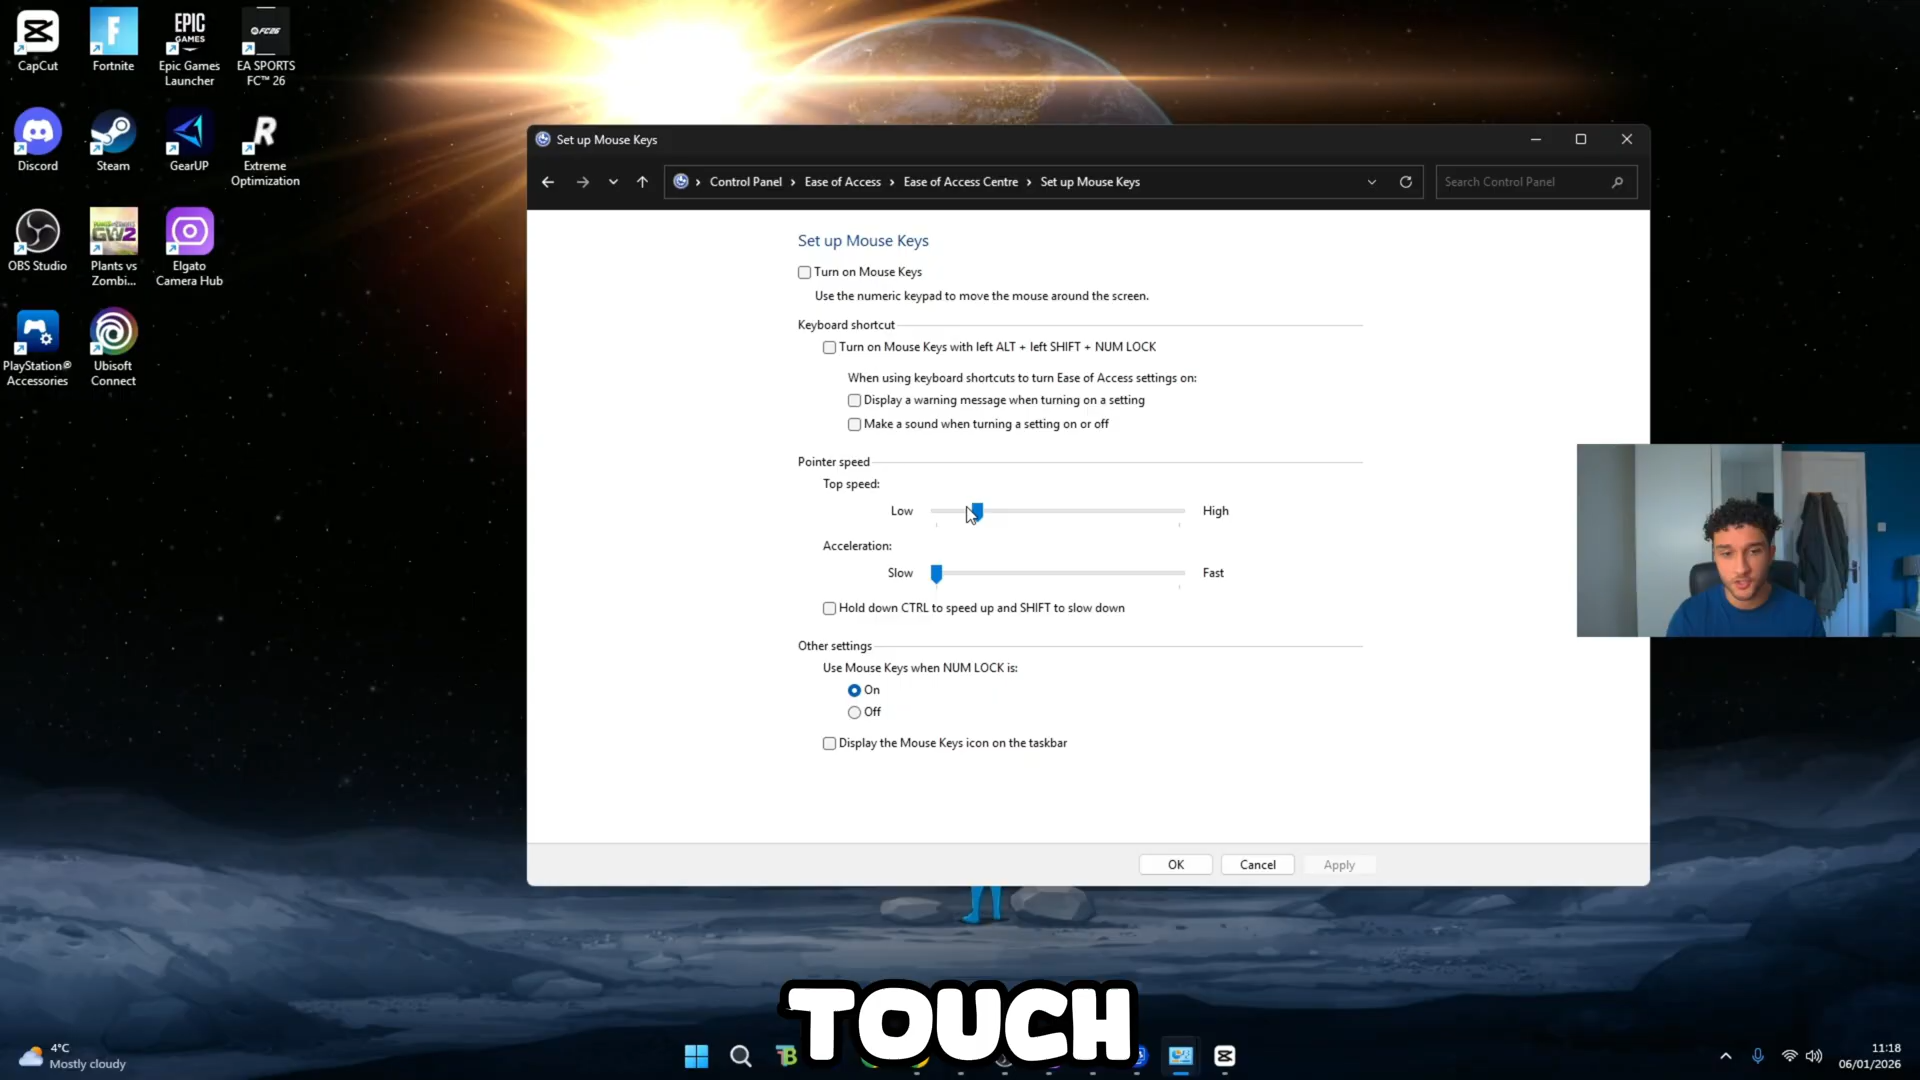 CapCut
Fortnite
EPIC GAMES
Epic Games Launcher
FC26
EA SPORTS FC™ 26
Discord
Steam
GearUP
Extreme Optimization
OBS Studio
GW2
Plants vs Zombi...
Elgato Camera Hub
PlayStation® Accessories
Ubisoft Connect
Set up Mouse Keys
Control Panel › Ease of Access › Ease of Access Centre › Set up Mouse Keys
Search Control Panel
Set up Mouse Keys
Turn on Mouse Keys
Use the numeric keypad to move the mouse around the screen.
Keyboard shortcut
Turn on Mouse Keys with left ALT + left SHIFT + NUM LOCK
When using keyboard shortcuts to turn Ease of Access settings on:
Display a warning message when turning on a setting
Make a sound when turning a setting on or off
Pointer speed
Top speed:
Low High
Acceleration:
Slow Fast
Hold down CTRL to speed up and SHIFT to slow down
Other settings
Use Mouse Keys when NUM LOCK is:
On
Off
Display the Mouse Keys icon on the taskbar
OK Cancel Apply
TOUCH
4°C
Mostly cloudy
11:18
06/01/2026